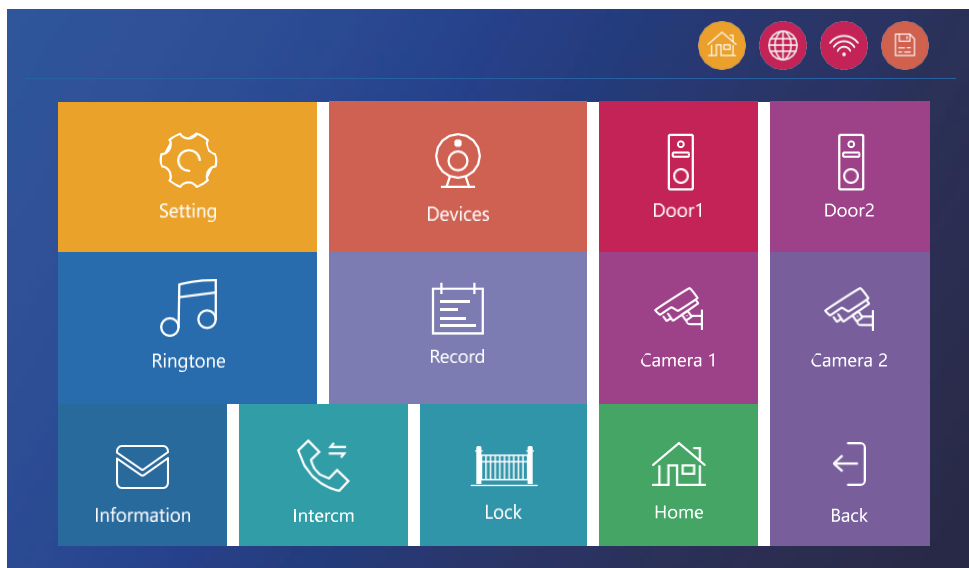 Setting
Devices
Door1
Door2
Ringtone
Record
Camera 1
Camera 2
Information
Intercm
Lock
Home
Back